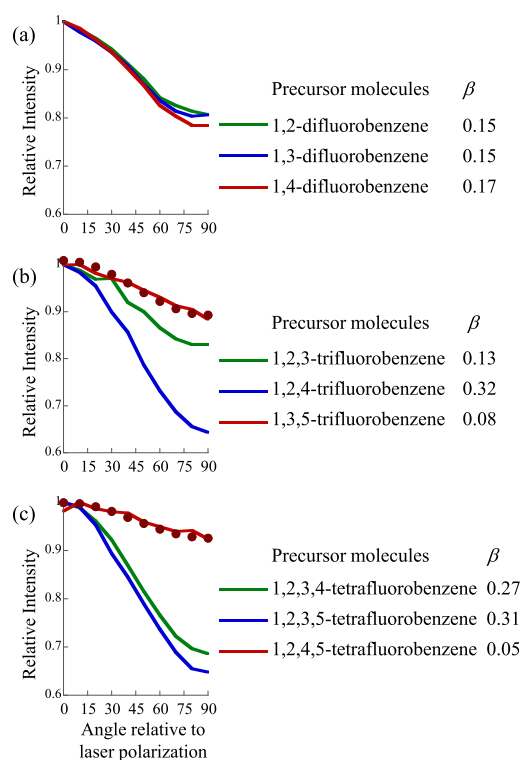 (a)
1
0.9
0.8
0.7
0.6
Relative Intensity
0 15 30 45 60 75 90
Precursor molecules β
1,2-difluorobenzene 0.15
1,3-difluorobenzene 0.15
1,4-difluorobenzene 0.17
(b)
1
0.9
0.8
0.7
0.6
Relative Intensity
0 15 30 45 60 75 90
Precursor molecules β
1,2,3-trifluorobenzene 0.13
1,2,4-trifluorobenzene 0.32
1,3,5-trifluorobenzene 0.08
(c)
1
0.9
0.8
0.7
0.6
Relative Intensity
0 15 30 45 60 75 90
Angle relative to
laser polarization
Precursor molecules β
1,2,3,4-tetrafluorobenzene 0.27
1,2,3,5-tetrafluorobenzene 0.31
1,2,4,5-tetrafluorobenzene 0.05